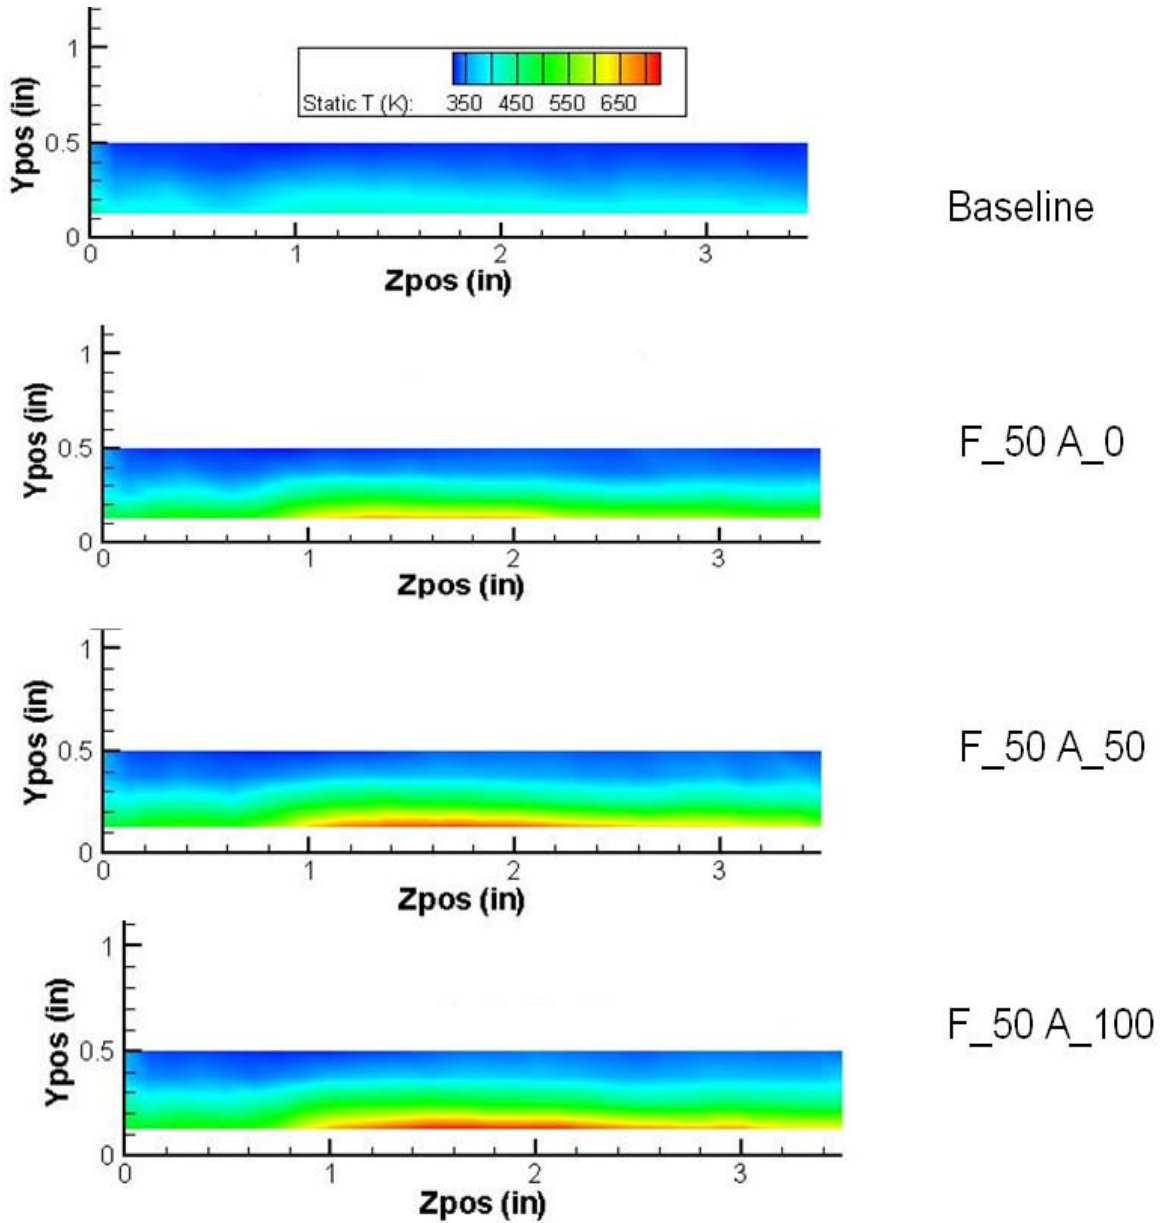 1
Static T (K): 350 450 550 650
Ypos (in)
0.5
0
0 1 2 3
Zpos (in)
Baseline
1
Ypos (in)
0.5
0
0 1 2 3
Zpos (in)
F_50 A_0
1
Ypos (in)
0.5
0
0 1 2 3
Zpos (in)
F_50 A_50
1
Ypos (in)
0.5
0
0 1 2 3
Zpos (in)
F_50 A_100